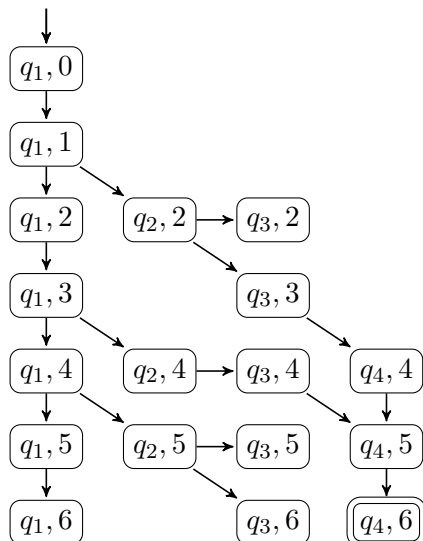 q₁, 0
q₁, 1
q₁, 2 q₂, 2 q₃, 2
q₁, 3 q₃, 3
q₁, 4 q₂, 4 q₃, 4 q₄, 4
q₁, 5 q₂, 5 q₃, 5 q₄, 5
q₁, 6 q₃, 6 q₄, 6